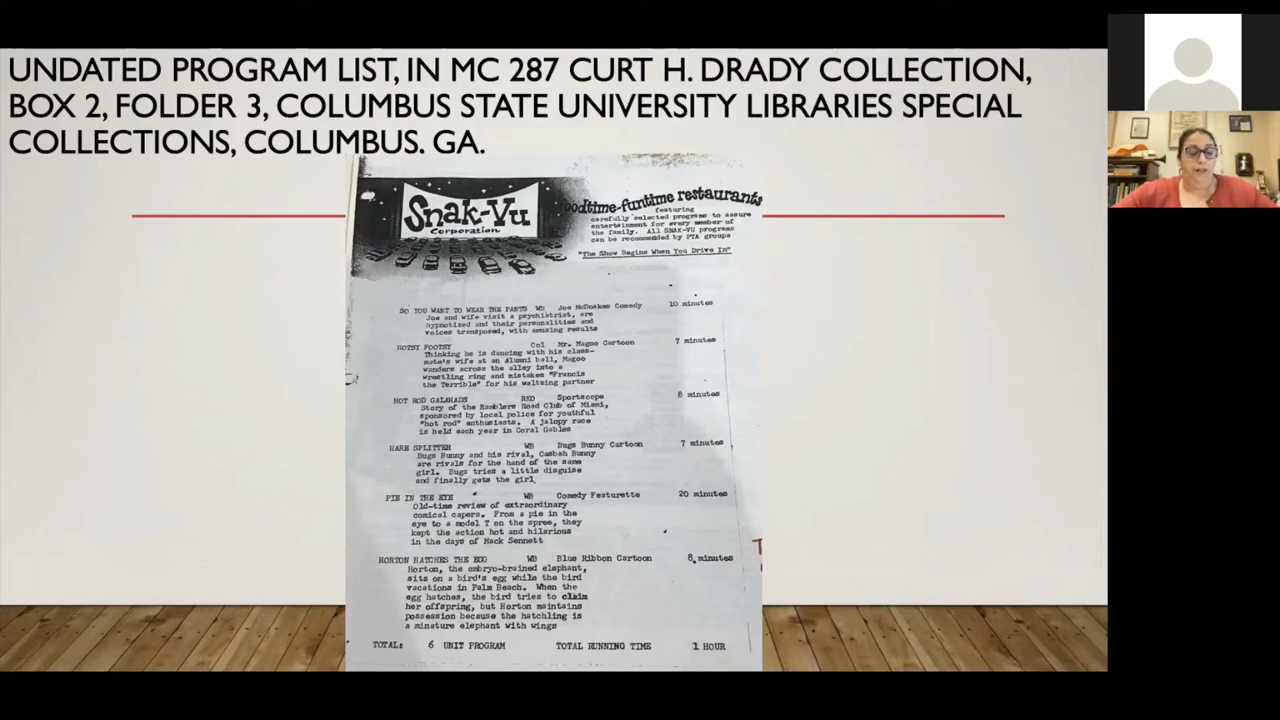 UNDATED PROGRAM LIST, IN MC 287 CURT H. DRADY COLLECTION,
BOX 2, FOLDER 3, COLUMBUS STATE UNIVERSITY LIBRARIES SPECIAL
COLLECTIONS, COLUMBUS. GA.
Snak-Vu
Corporation
oodtime-funtime restaurants
featuring
carefully selected programs to assure
entertainment for every member of
the family. All SNAK-VU programs
can be recommended by PTA groups
"The Show Begins When You Drive In"
SO YOU WANT TO WEAR THE PANTS WB Joe McDoakes Comedy 10 minutes
Joe and wife visit a psychiatrist, are
hypnotized and their personalities and
voices transposed, with amusing results
HOTSY FOOTSY Col Mr. Magoo Cartoon 7 minutes
Thinking he is dancing with his class-
mate's wife at an Alumni ball, Magoo
wanders across the alley into a
wrestling ring and mistakes "Francis
the Terrible" for his waltzing partner
HOT ROD GALAHADS RKO Sportscope 8 minutes
Story of the Ramblers Road Club of Miami,
sponsored by local police for youthful
"hot rod" enthusiasts. A jalopy race
is held each year in Coral Gables
HARE SPLITTER WB Bugs Bunny Cartoon 7 minutes
Bugs Bunny and his rival, Casbah Bunny
are rivals for the hand of the same
girl. Bugs tries a little disguise
and finally gets the girl
PIE IN THE EYE WB Comedy Featurette 20 minutes
Old-time review of extraordinary
comical capers. From a pie in the
eye to a model T on the spree, they
kept the action hot and hilarious
in the days of Mack Sennett
HORTON HATCHES THE EGG WB Blue Ribbon Cartoon 8 minutes
Horton, the embryo-brained elephant,
sits on a bird's egg while the bird
vacations in Palm Beach. When the
egg hatches, the bird tries to claim
her offspring, but Horton maintains
possession because the hatchling is
a minature elephant with wings
TOTAL: 6 UNIT PROGRAM TOTAL RUNNING TIME 1 HOUR